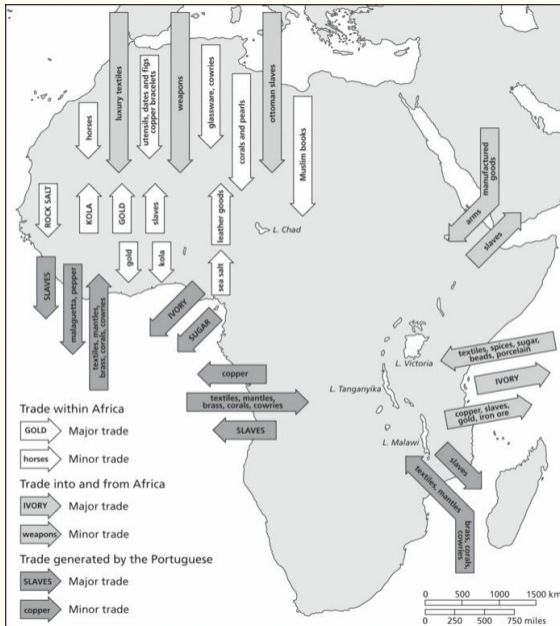 horses
luxury textiles
utensils, dates and figs
copper bracelets
weapons
glassware, cowries
corals and pearls
ottoman slaves
Muslim books
manufactured
goods
arms
slaves
ROCK SALT
KOLA
GOLD
slaves
leather goods
L. Chad
gold
kola
sea salt
SLAVES
malaguetta, pepper
textiles, mantles,
brass, corals, cowries
IVORY
SUGAR
copper
textiles, mantles,
brass, corals, cowries
SLAVES
L. Victoria
L. Tanganyika
L. Malawi
textiles, spices, sugar,
beads, porcelain
IVORY
copper, slaves,
gold, iron ore
slaves
textiles, mantles
brass, corals,
cowries
Trade within Africa
GOLD Major trade
horses Minor trade
Trade into and from Africa
IVORY Major trade
weapons Minor trade
Trade generated by the Portuguese
SLAVES Major trade
copper Minor trade
0 500 1000 1500 km
0 250 500 750 miles